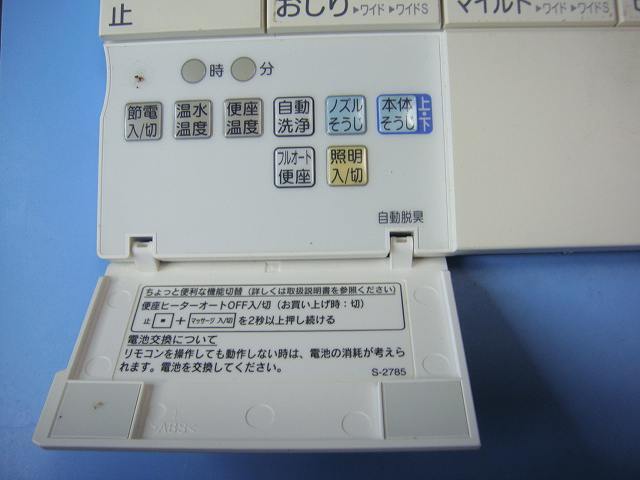 止
おしり ▶ワイド ▶ワイドS
マイルド ▶ワイド ▶ワイドS
時 分
節電 入/切
温水 温度
便座 温度
自動 洗浄
ノズル そうじ
本体 そうじ 上・下
フルオート 便座
照明 入/切
自動脱臭
ちょっと便利な機能切替（詳しくは取扱説明書を参照ください）
便座ヒーターオートOFF入/切（お買い上げ時：切）
止 ＋ マッサージ 入/切 を2秒以上押し続ける
電池交換について
リモコンを操作しても動作しない時は、電池の消耗が考えら
れます。電池を交換してください。
S-2785
>ABS<